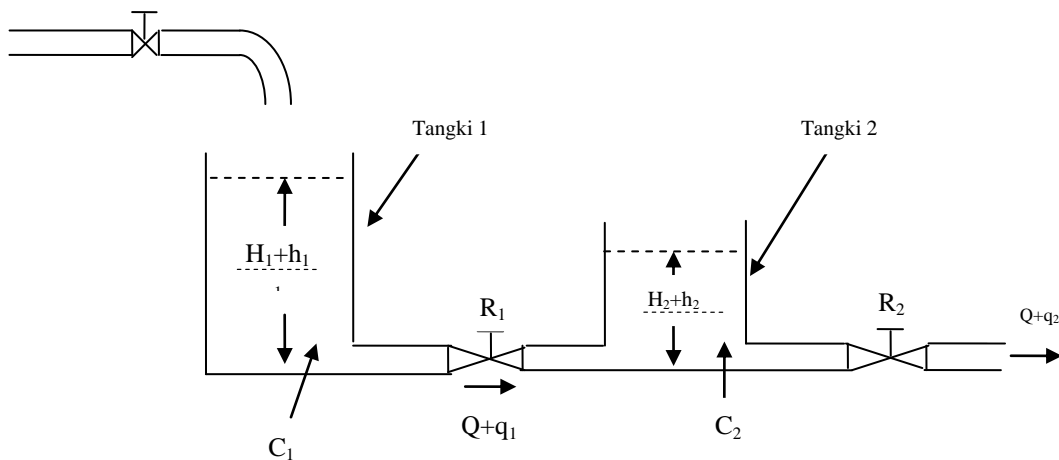 Tangki 1
Tangki 2
H₁+h₁
H₂+h₂
R₁
R₂
Q+q₂
Q+q₁
C₁
C₂